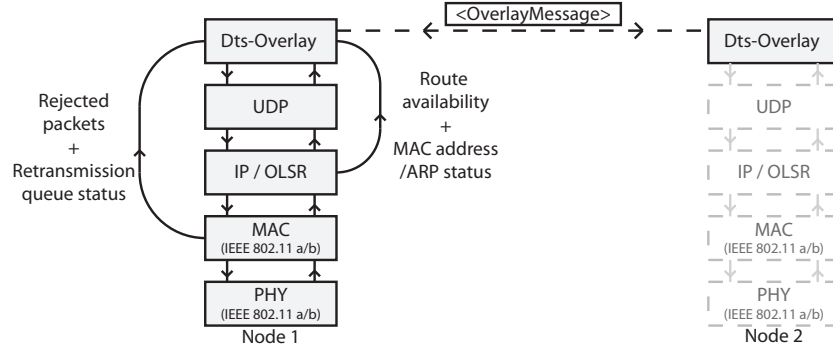 <OverlayMessage>
Dts-Overlay
Dts-Overlay
Rejected
packets
+
Retransmission
queue status
UDP
IP / OLSR
MAC
(IEEE 802.11 a/b)
PHY
(IEEE 802.11 a/b)
Node 1
Route
availability
+
MAC address
/ARP status
UDP
IP / OLSR
MAC
(IEEE 802.11 a/b)
PHY
(IEEE 802.11 a/b)
Node 2